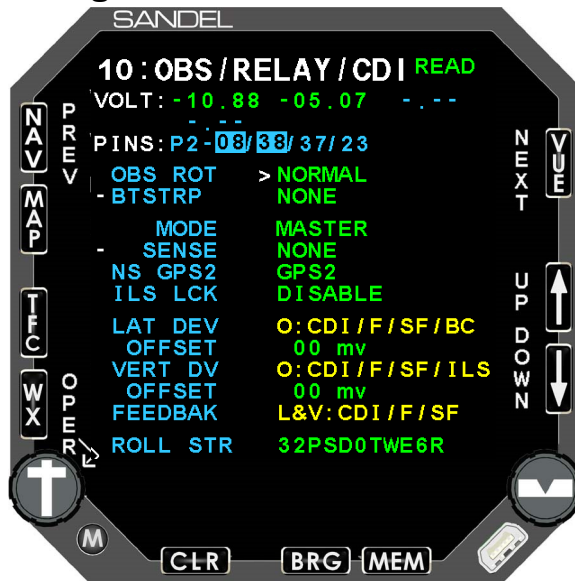 SANDEL
10:OBS/RELAY/CDI READ
VOLT:-10.88 -05.07 -.--
-.--
PINS:P2-08/38/37/23
OBS ROT >NORMAL
-BTSTRP NONE
MODE MASTER
- SENSE NONE
NS GPS2 GPS2
ILS LCK DISABLE
LAT DEV O:CDI/F/SF/BC
OFFSET 00 mv
VERT DV O:CDI/F/SF/ILS
OFFSET 00 mv
FEEDBAK L&V:CDI/F/SF
ROLL STR 32PSD0TWE6R
NAV
PREV
MAP
TFC
WX
OPER
NEXT
VUE
UP DOWN
M
CLR BRG MEM